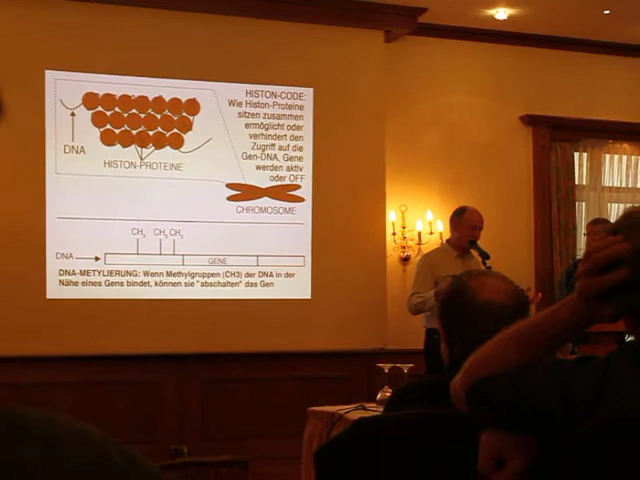 HISTON-CODE:
Wie Histon-Proteine
sitzen zusammen
ermöglicht oder
verhindert den
Zugriff auf die
Gen-DNA, Gene
werden aktiv
oder OFF
DNA
HISTON-PROTEINE
CHROMOSOME
CH3 CH3 CH3
DNA
GENE
DNA-METYLIERUNG: Wenn Methylgruppen (CH3) der DNA in der
Nähe eines Gens bindet, können sie "abschalten" das Gen